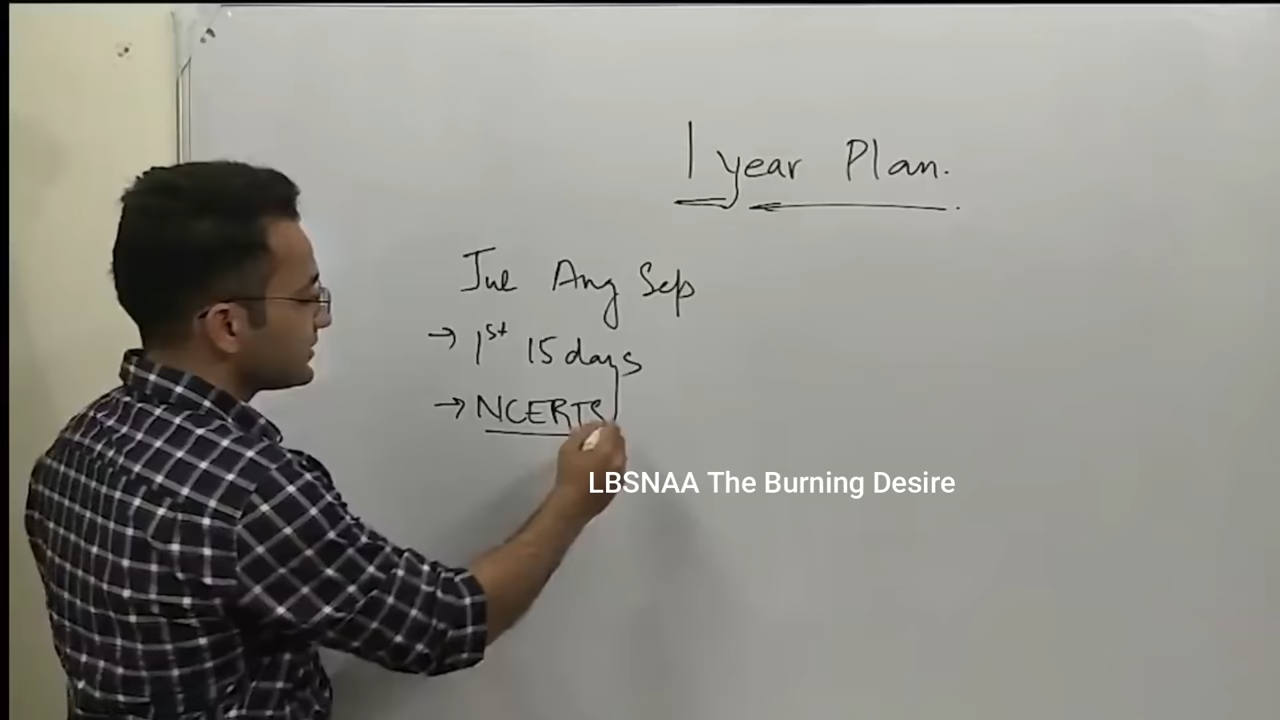 1 year Plan.
Jul Aug Sep
→ 1st 15 days
→ NCERTS
LBSNAA The Burning Desire